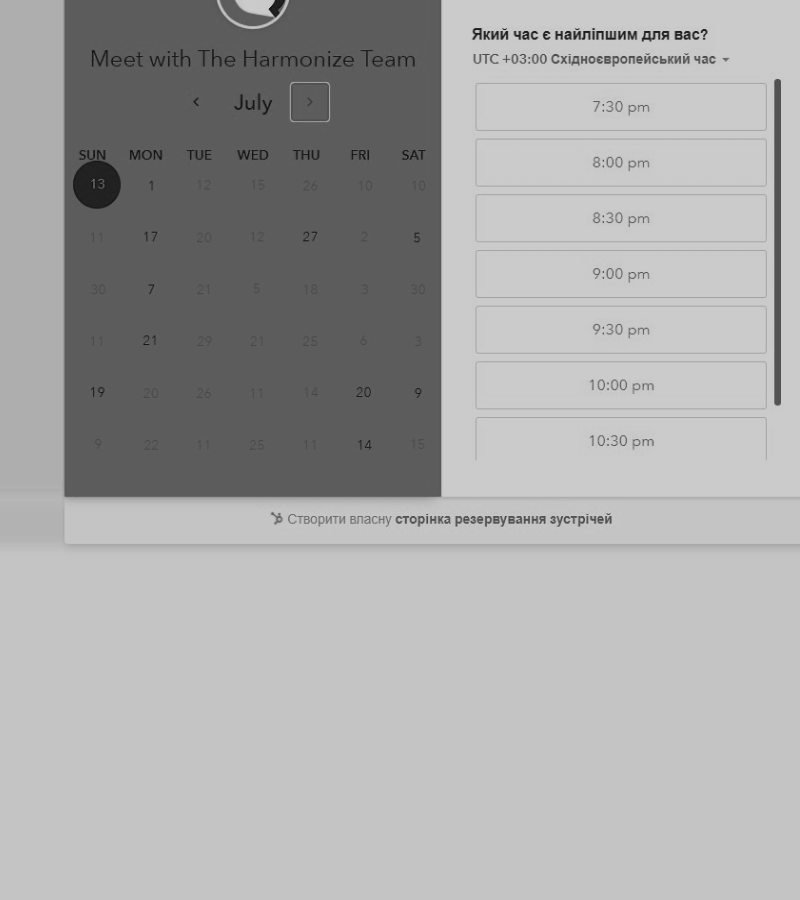 Meet with The Harmonize Team
July
SUN MON TUE WED THU FRI SAT
13 1 12 15 26 10 10
11 17 20 12 27 2 5
30 7 21 5 18 3 30
11 21 29 21 25 6 3
19 20 26 11 14 20 9
9 22 11 25 11 14 15
Який час є найліпшим для вас?
UTC +03:00 Східноєвропейський час
7:30 pm
8:00 pm
8:30 pm
9:00 pm
9:30 pm
10:00 pm
10:30 pm
Створити власну сторінка резервування зустрічей